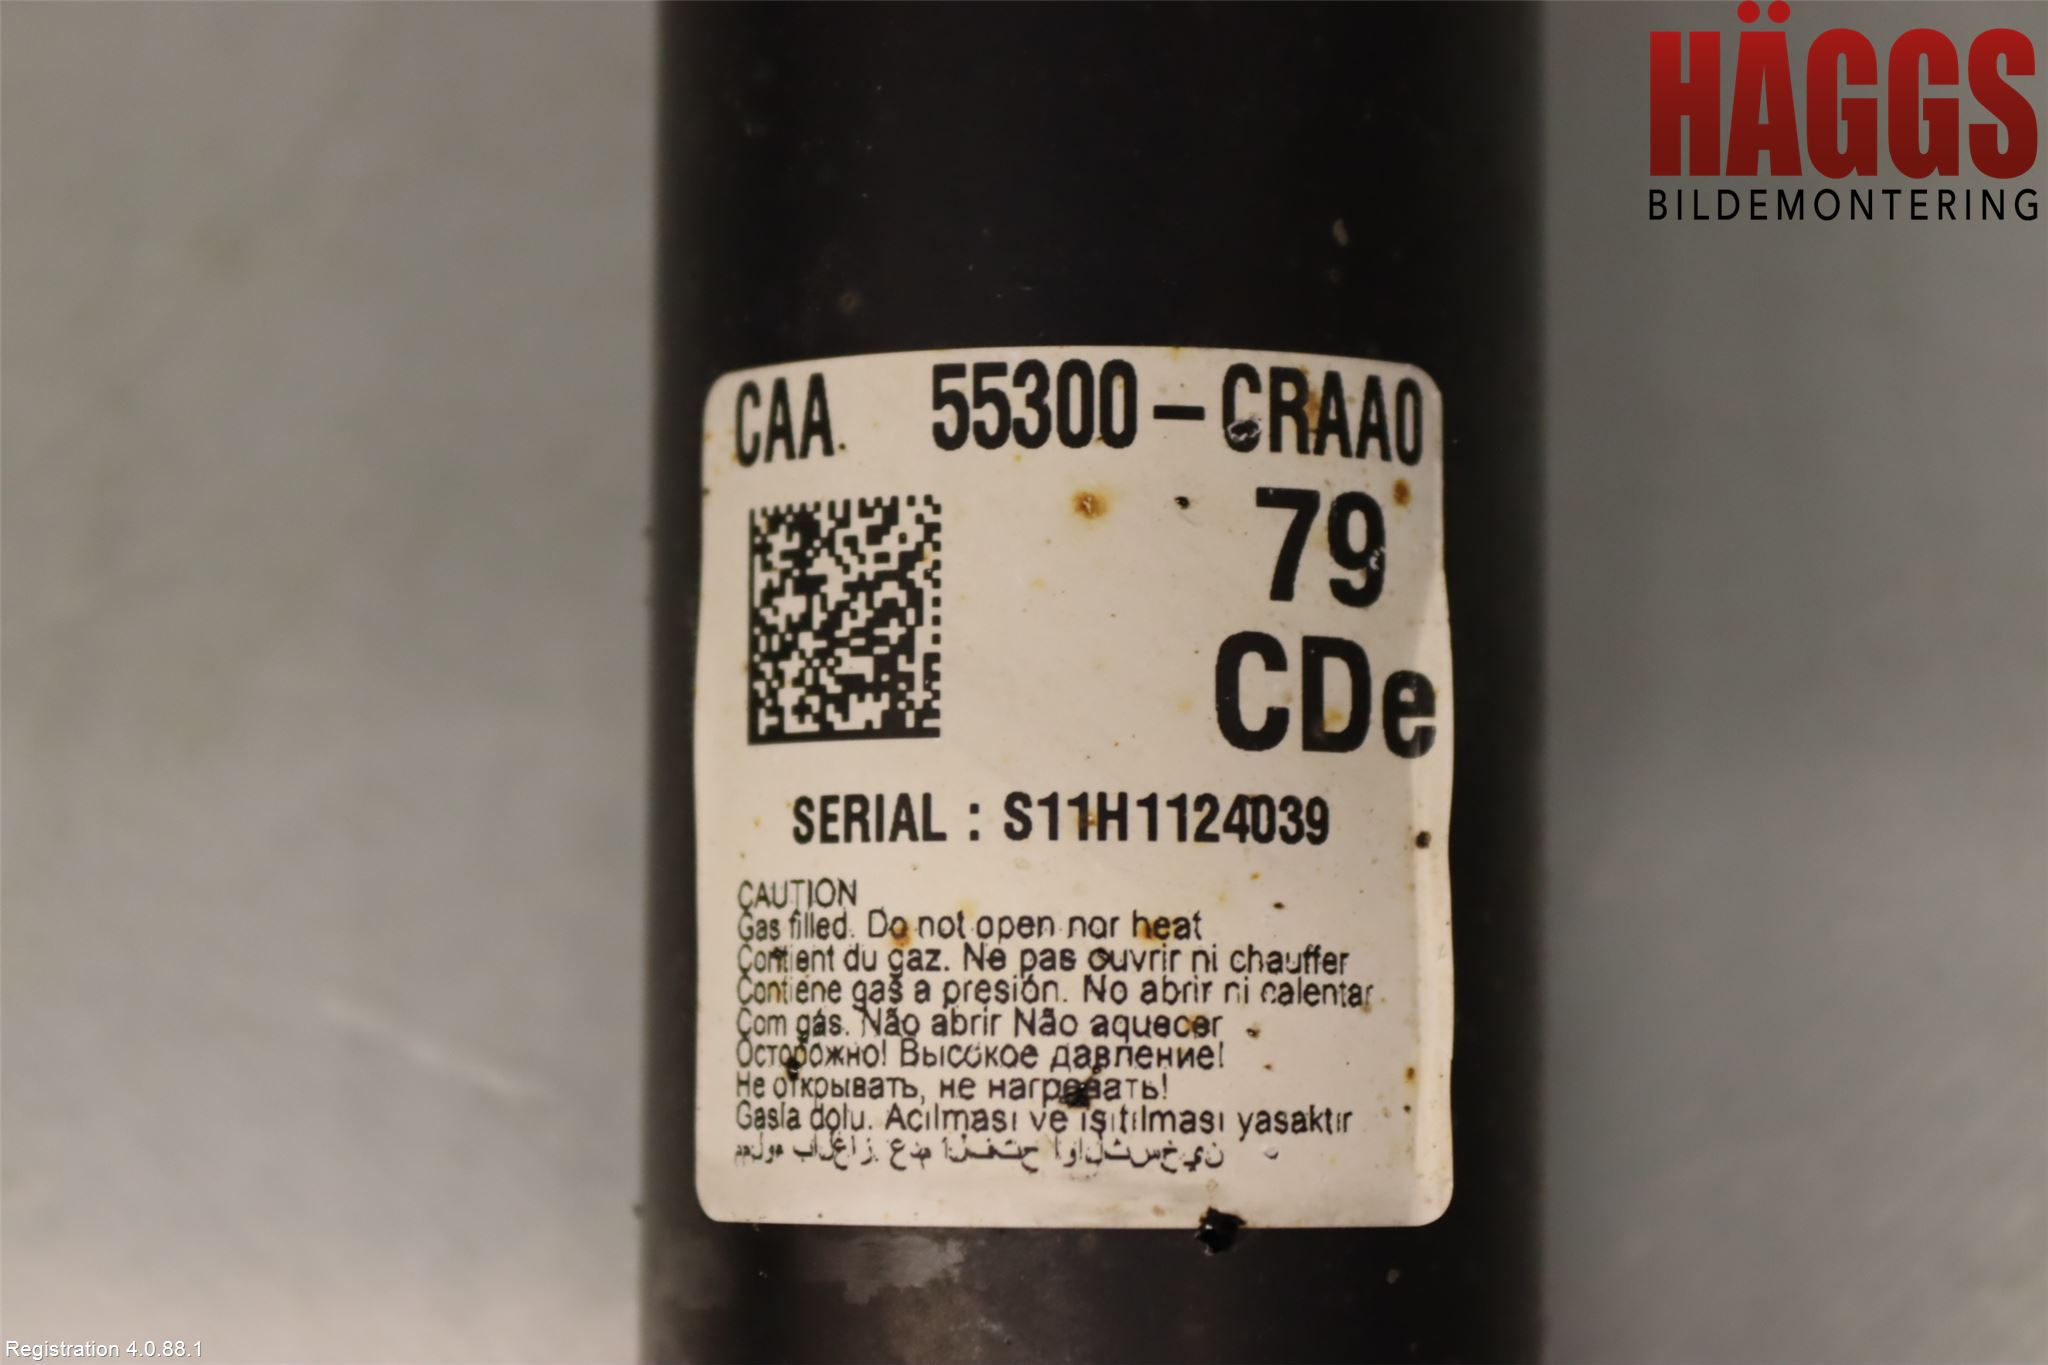 HÄGGS
BILDEMONTERING
CAA 55300-CRAA0
79
CDe
SERIAL : S11H1124039
CAUTION
Gas filled. Do not open nor heat
Contient du gaz. Ne pas ouvrir ni chauffer
Contiene gas a presión. No abrir ni calentar
Com gás. Não abrir Não aquecer
Осторожно! Высокое давление!
Не открывать, не нагревать!
Gasla dolu. Acılması ve isıtılması yasaktır
Registration 4.0.88.1